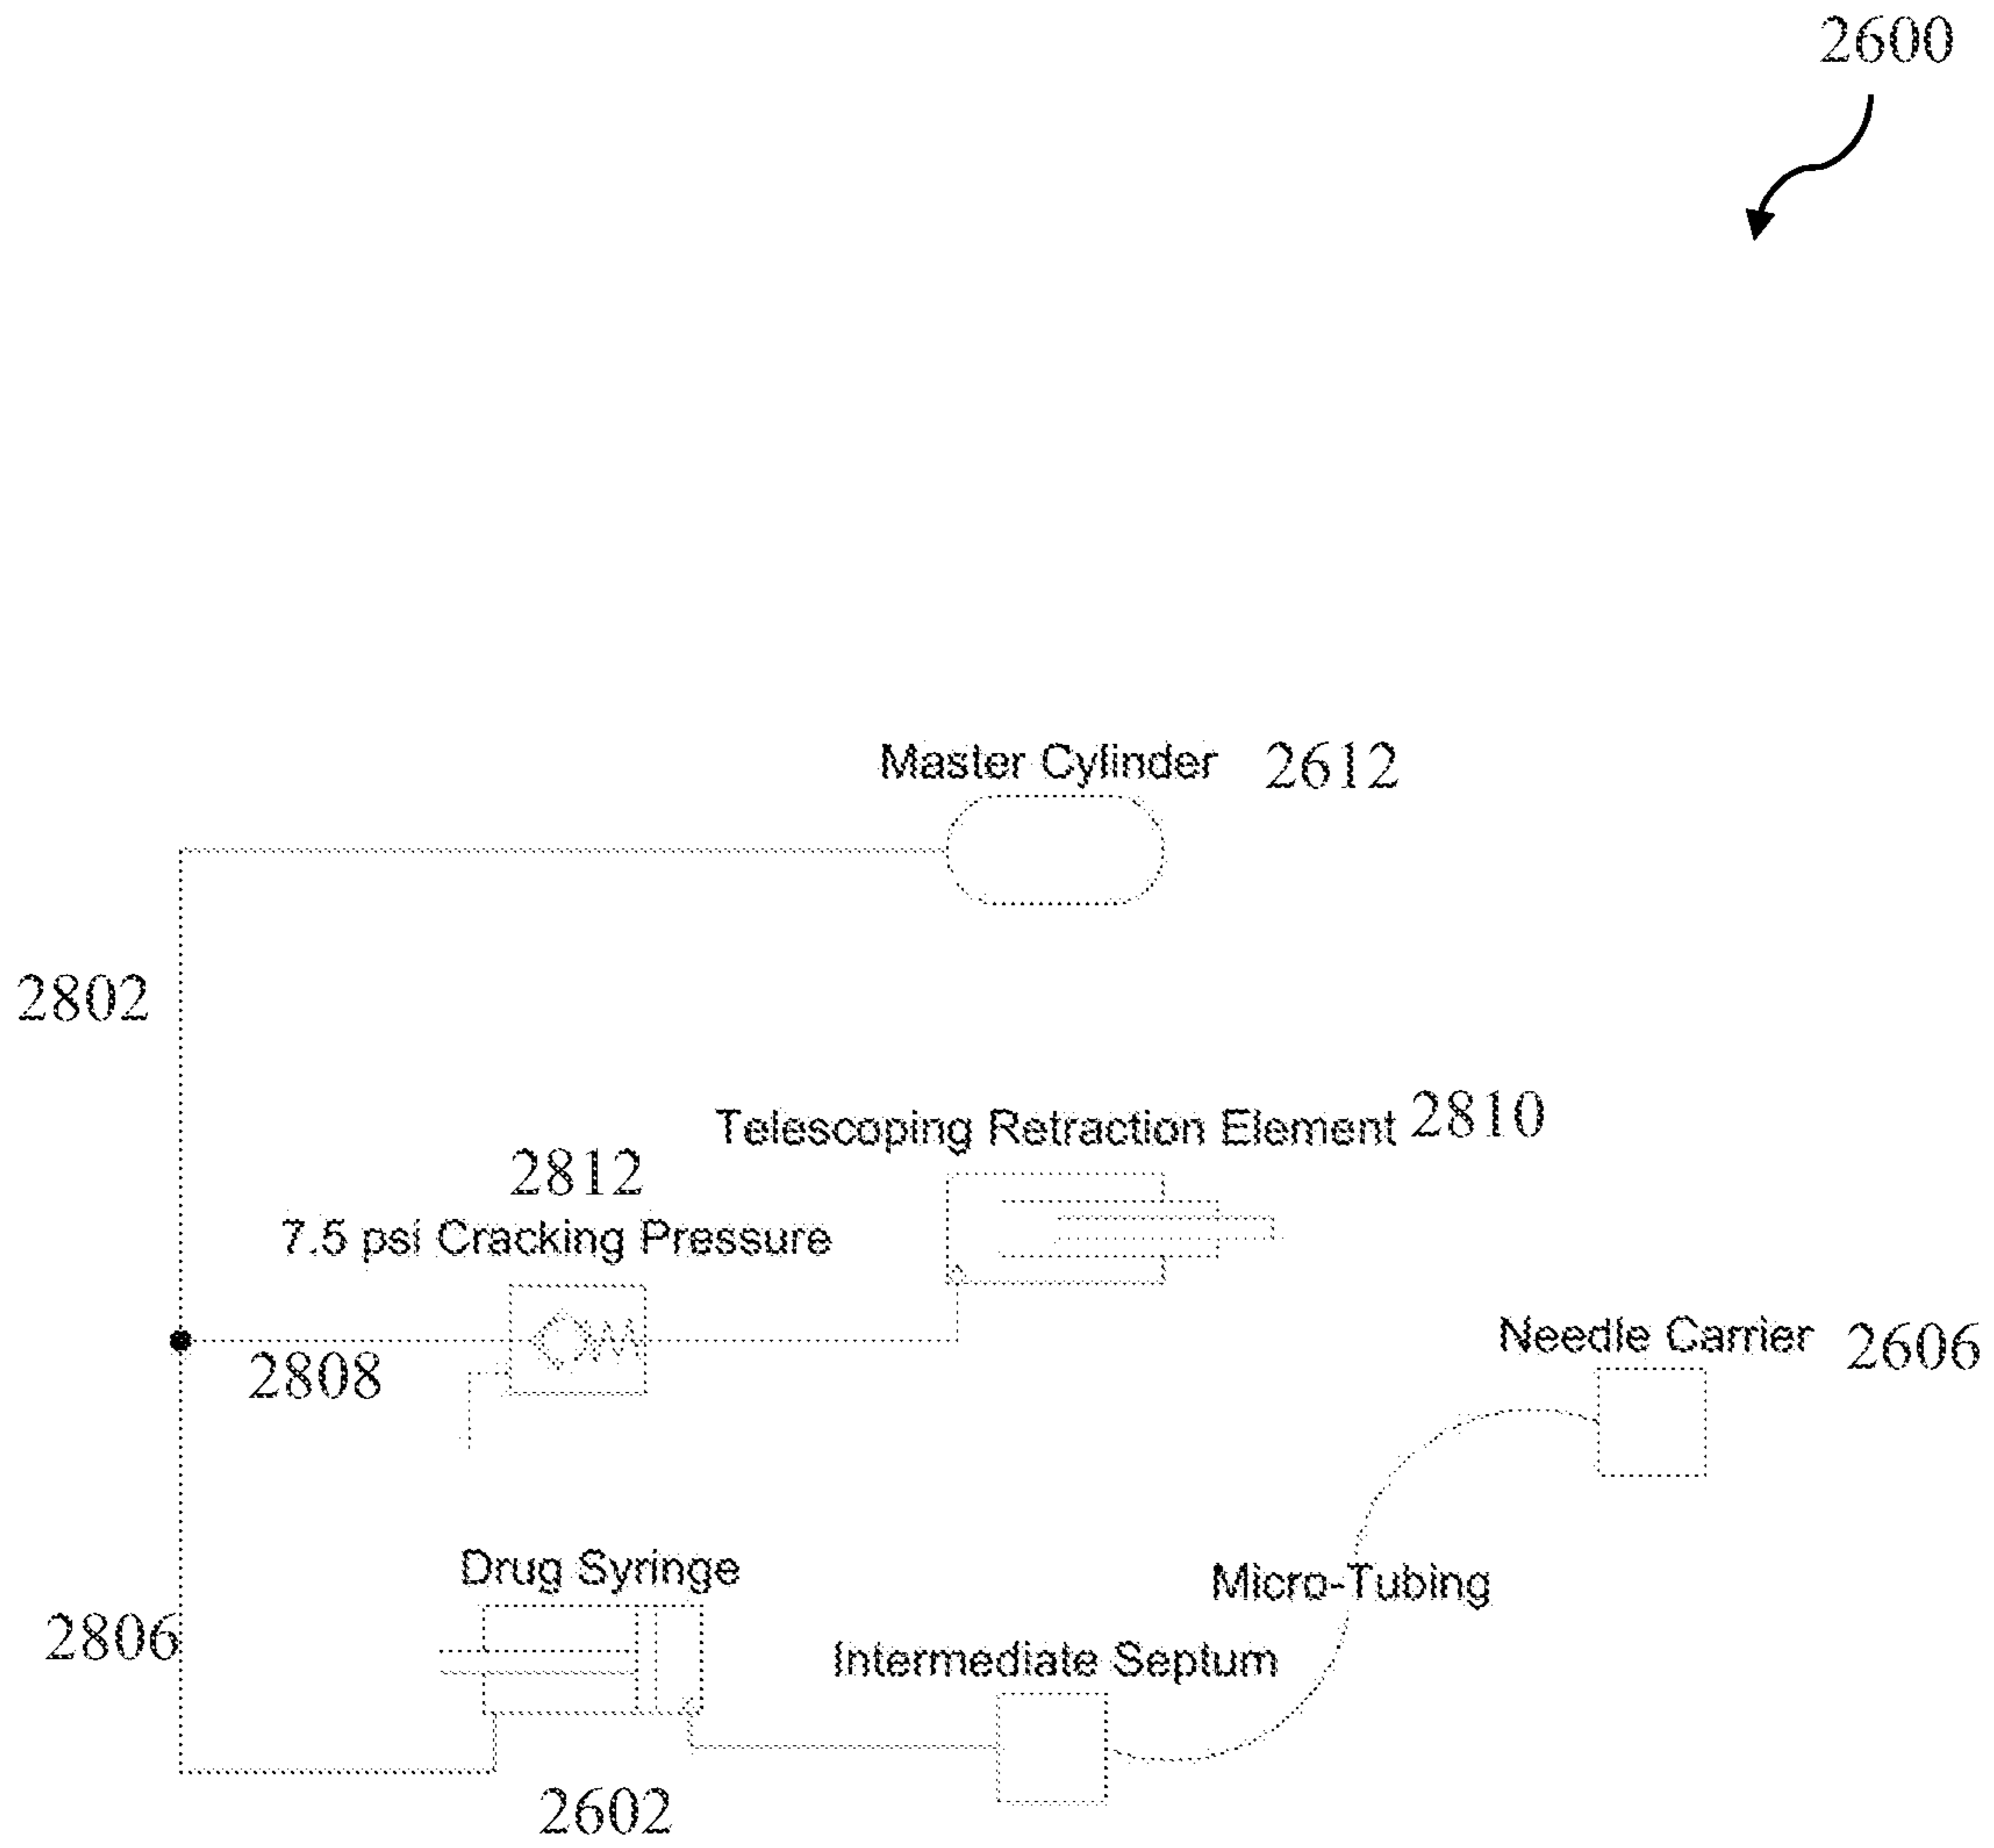 2600
Master Cylinder 2612
2802
Telescoping Retraction Element 2810
2812
7.5 psi Cracking Pressure
Needle Carrier 2606
2808
Drug Syringe
Micro-Tubing
2806
Intermediate Septum
2602